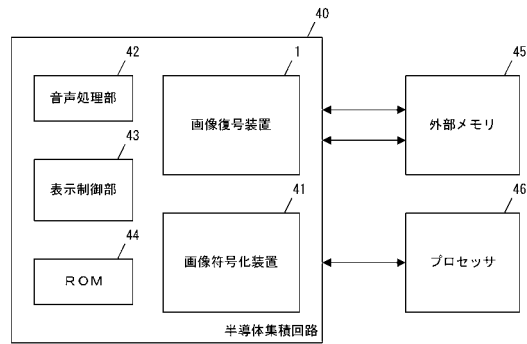 40
42
1
45
音声処理部
画像復号装置
外部メモリ
43
表示制御部
41
46
44
画像符号化装置
プロセッサ
ROM
半導体集積回路